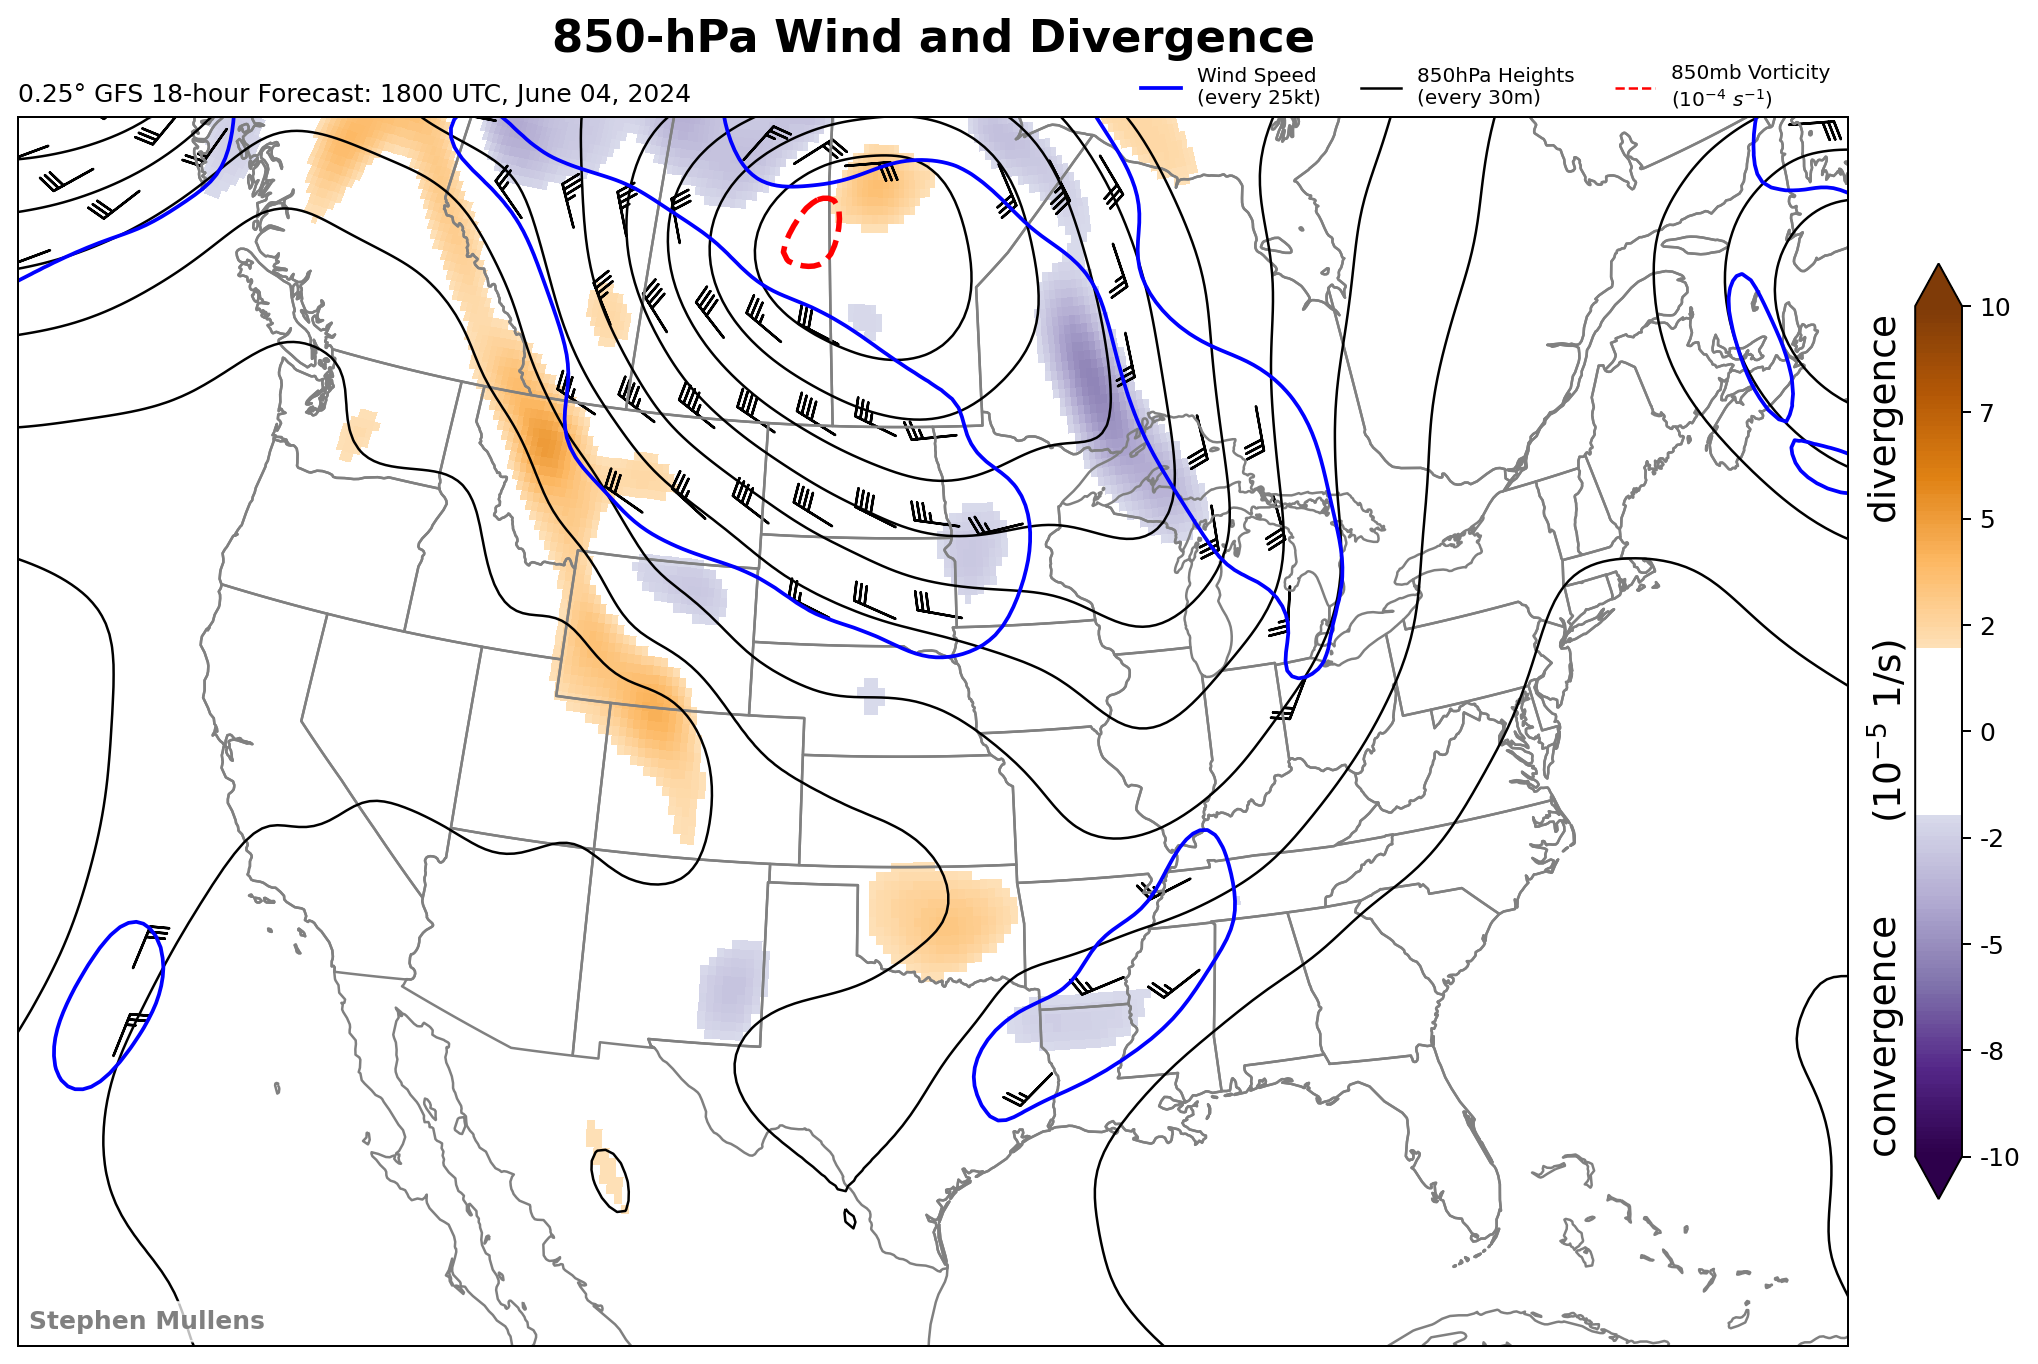 850-hPa Wind and Divergence
0.25° GFS 18-hour Forecast: 1800 UTC, June 04, 2024
Wind Speed
(every 25kt)
850hPa Heights
(every 30m)
850mb Vorticity
(10⁻⁴ s⁻¹)
10
7
5
2
0
-2
-5
-8
-10
convergence (10⁻⁵ 1/s) divergence
Stephen Mullens